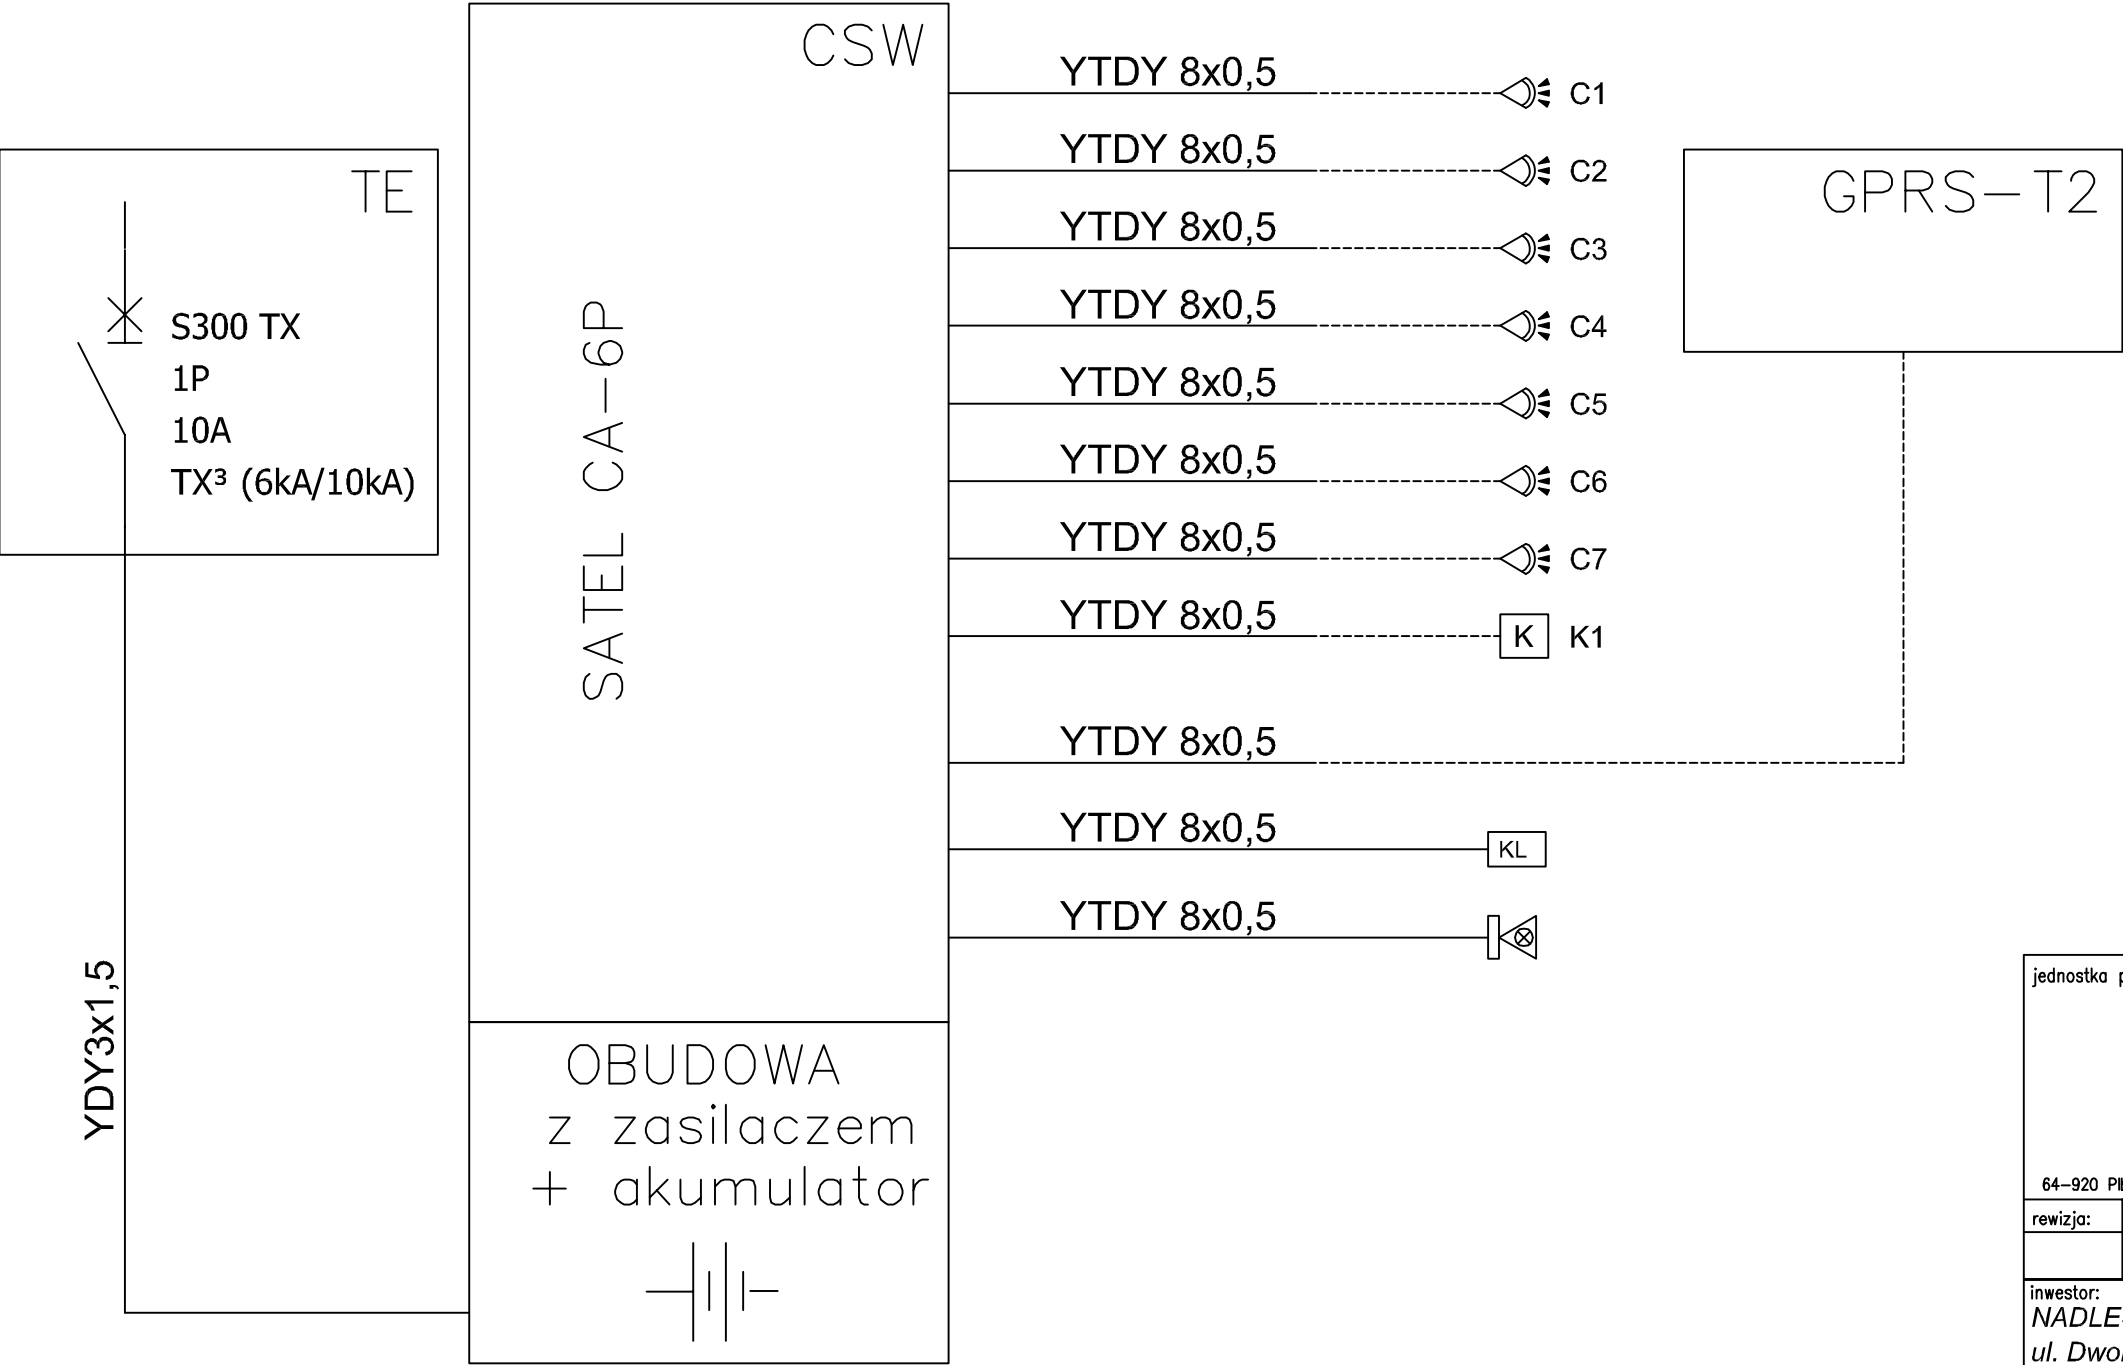 CSW
SATEL CA-6P
TE
S300 TX
1P
10A
TX³ (6kA/10kA)
YDY3x1,5
OBUDOWA
z zasilaczem
+ akumulator
YTDY 8x0,5
C1
YTDY 8x0,5
C2
YTDY 8x0,5
C3
YTDY 8x0,5
C4
YTDY 8x0,5
C5
YTDY 8x0,5
C6
YTDY 8x0,5
C7
YTDY 8x0,5
K K1
YTDY 8x0,5
YTDY 8x0,5
KL
YTDY 8x0,5
GPRS-T2
jednostka
64-920
rewizja:
inwestor:
ul.